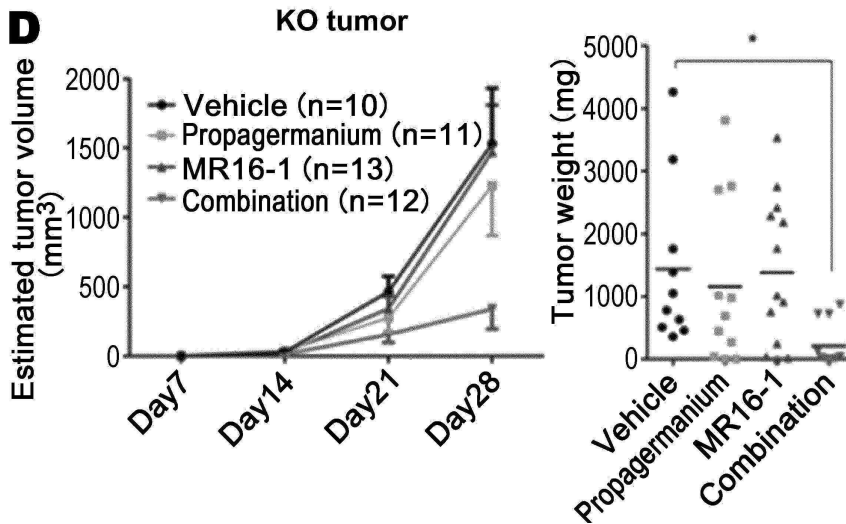 D
KO tumor
Estimated tumor volume
(mm³)
2000
1500
1000
500
0
Vehicle (n=10)
Propagermanium (n=11)
MR16-1 (n=13)
Combination (n=12)
Day7
Day14
Day21
Day28
Tumor weight (mg)
5000
4000
3000
2000
1000
0
*
Vehicle
Propagermanium
MR16-1
Combination